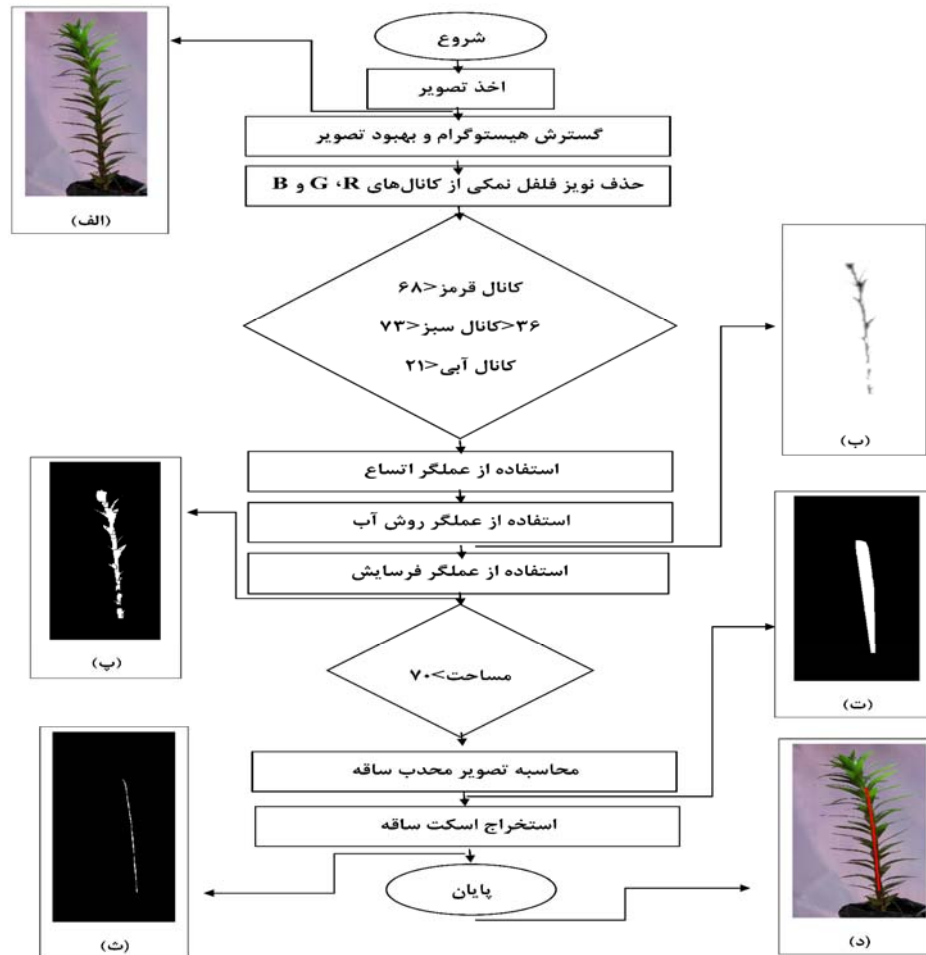 شروع
اخذ تصویر
گسترش هیستوگرام و بهبود تصویر
حذف نویز فلفل نمکی از کانال‌های G ،R و B
(الف)
کانال قرمز<۶۸
۳۶<کانال سبز<۷۳
کانال آبی<۲۱
(ب)
استفاده از عملگر اتساع
استفاده از عملگر روش آب
استفاده از عملگر فرسایش
(پ)
مساحت>۷۰
(ت)
محاسبه تصویر محدب ساقه
استخراج اسکت ساقه
پایان
(ث)
(د)